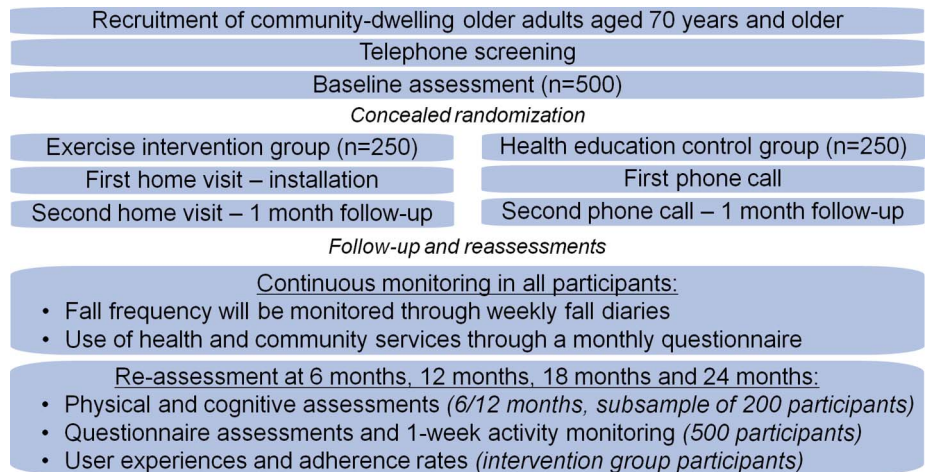 Recruitment of community-dwelling older adults aged 70 years and older
Telephone screening
Baseline assessment (n=500)
Concealed randomization
Exercise intervention group (n=250)
Health education control group (n=250)
First home visit – installation
First phone call
Second home visit – 1 month follow-up
Second phone call – 1 month follow-up
Follow-up and reassessments
Continuous monitoring in all participants:
• Fall frequency will be monitored through weekly fall diaries
• Use of health and community services through a monthly questionnaire
Re-assessment at 6 months, 12 months, 18 months and 24 months:
• Physical and cognitive assessments (6/12 months, subsample of 200 participants)
• Questionnaire assessments and 1-week activity monitoring (500 participants)
• User experiences and adherence rates (intervention group participants)